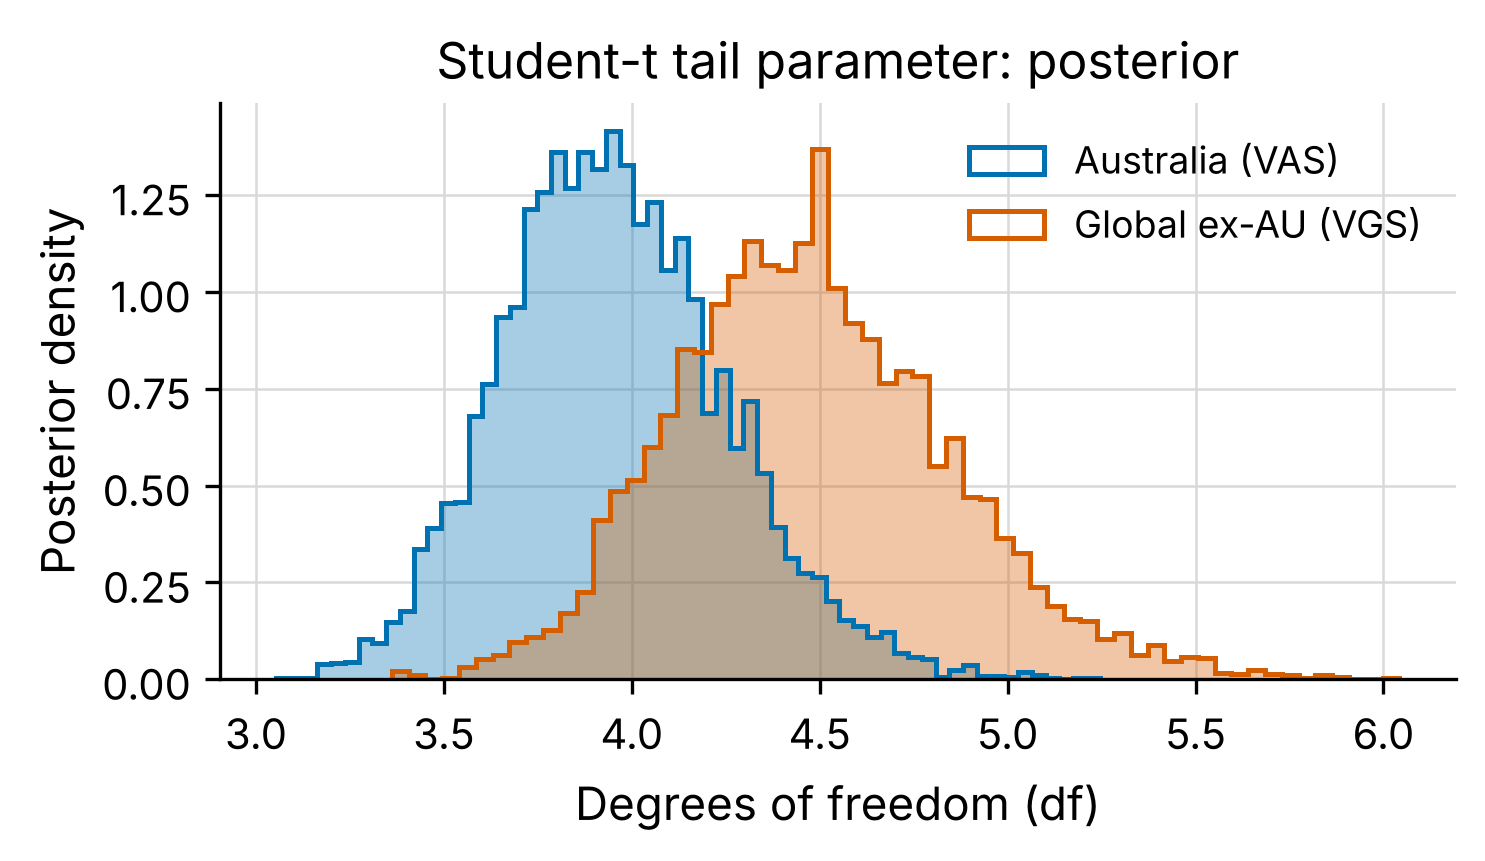 Student-t tail parameter: posterior
Australia (VAS)
Global ex-AU (VGS)
Posterior density
1.25
1.00
0.75
0.50
0.25
0.00
3.0 3.5 4.0 4.5 5.0 5.5 6.0
Degrees of freedom (df)